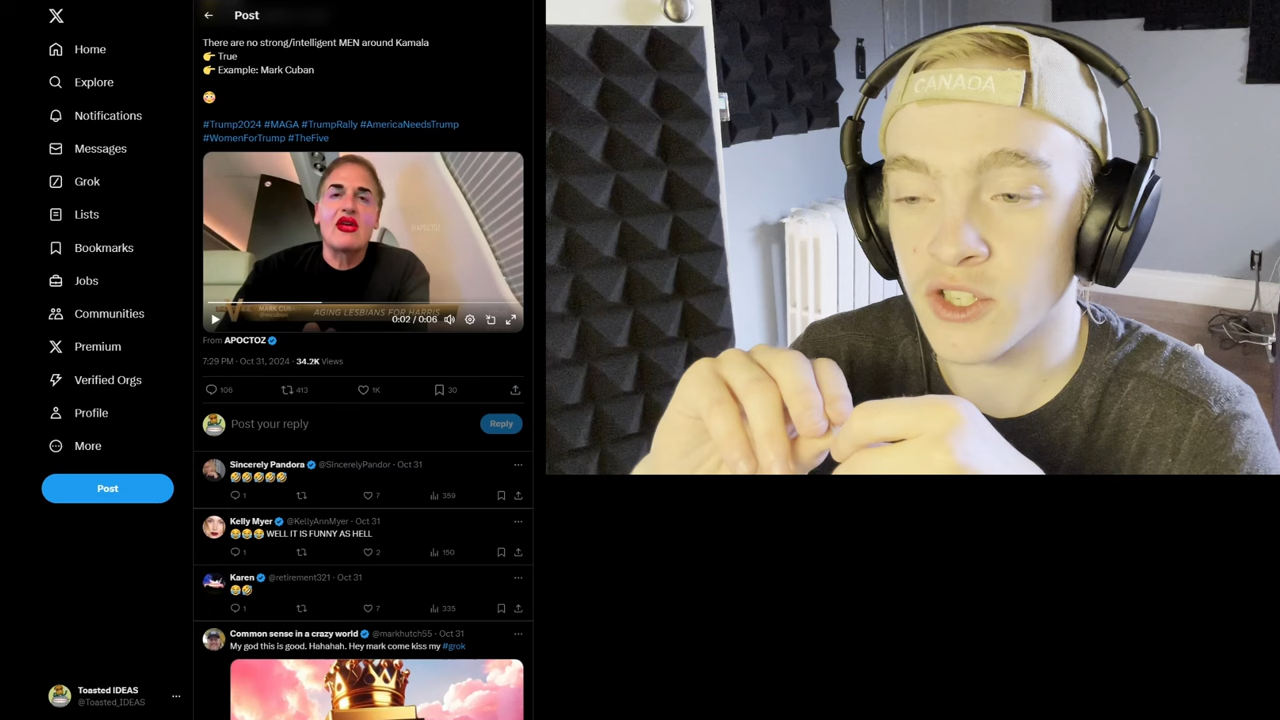 Post
Home
Explore
Notifications
Messages
Grok
Lists
Bookmarks
Jobs
Communities
Premium
Verified Orgs
Profile
More
Post
Toasted IDEAS
@Toasted_IDEAS
There are no strong/intelligent MEN around Kamala
👉 True
👉 Example: Mark Cuban
😳
#Trump2024 #MAGA #TrumpRally #AmericaNeedsTrump
#WomenForTrump #TheFive
MARK CUB
AGING LESBIANS FOR HARRIS
0:02 / 0:06
From APOCTOZ
7:29 PM · Oct 31, 2024 · 34.2K Views
106 413 1K 30
Post your reply
Reply
Sincerely Pandora @SincerelyPandor · Oct 31
🤣🤣🤣🤣🤣
1 7 359
Kelly Myer @KellyAnnMyer · Oct 31
😂😂😂 WELL IT IS FUNNY AS HELL
1 2 150
Karen @retirement321 · Oct 31
😂🤣
1 7 335
Common sense in a crazy world @markhutch55 · Oct 31
My god this is good. Hahahah. Hey mark come kiss my #grok
CANADA